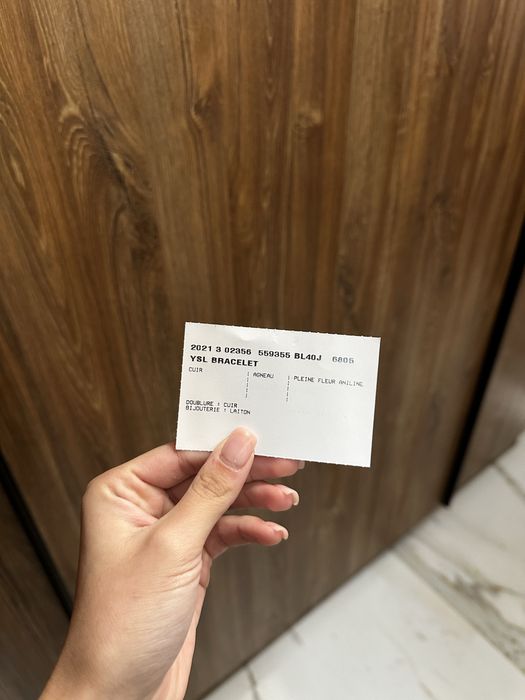 2021 3 02356 559355 BL40J 6805
YSL BRACELET
CUIR ¦ AGNEAU ¦ PLEINE FLEUR ANILINE
DOUBLURE : CUIR
BIJOUTERIE : LAITON